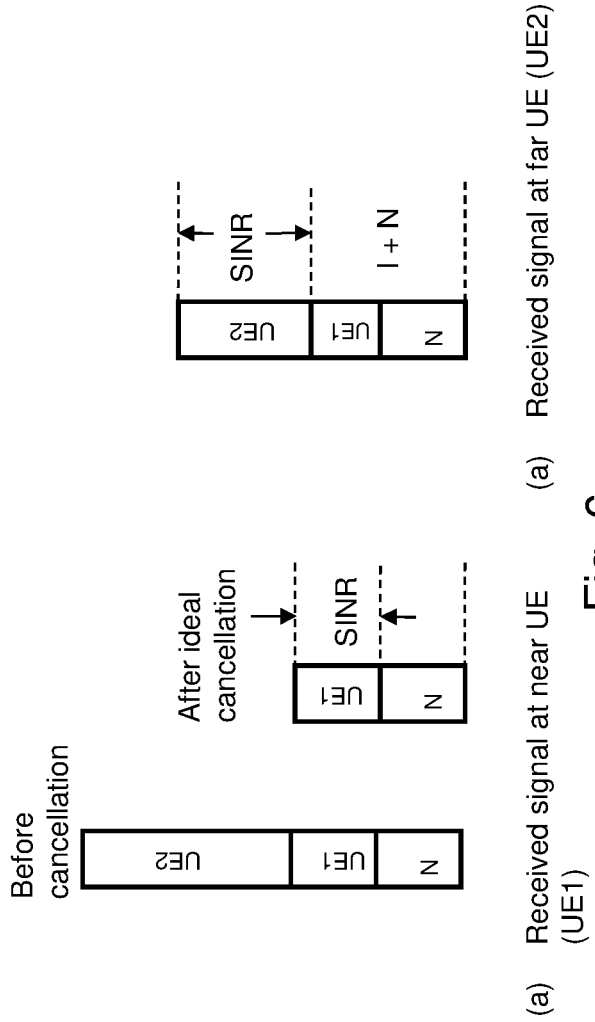 Before
cancellation
UE2
UE1
N
After ideal
cancellation
UE1
SINR
N
UE2
SINR
UE1
I + N
N
(a) Received signal at near UE
(UE1)
(a) Received signal at far UE (UE2)